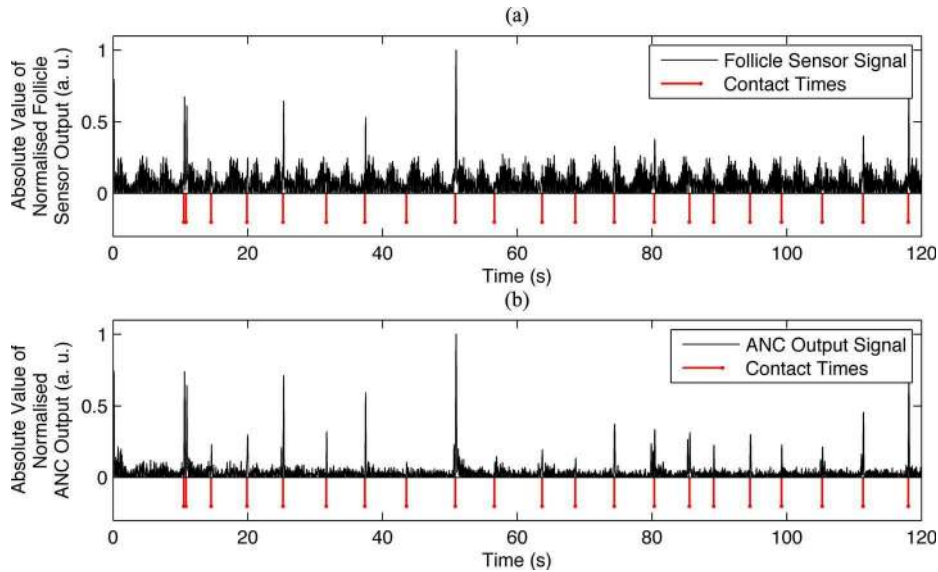 (a)
Absolute Value of
Normalised Follicle
Sensor Output (a. u.)
1
0.5
0
Follicle Sensor Signal
Contact Times
0 20 40 60 80 100 120
Time (s)
(b)
Absolute Value of
Normalised
ANC Output (a. u.)
1
0.5
0
ANC Output Signal
Contact Times
0 20 40 60 80 100 120
Time (s)